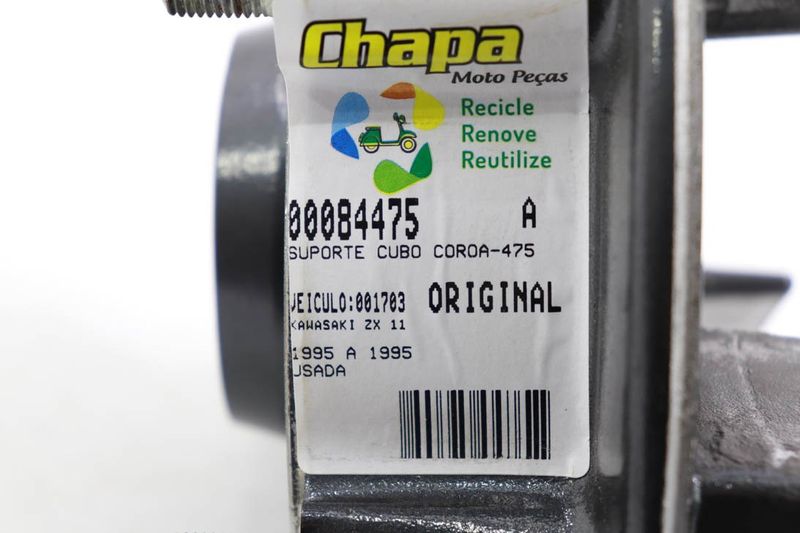 Chapa
Moto Peças
Recicle
Renove
Reutilize
00084475 A
SUPORTE CUBO COROA-475
VEICULO:001703 ORIGINAL
KAWASAKI ZX 11
1995 A 1995
USADA